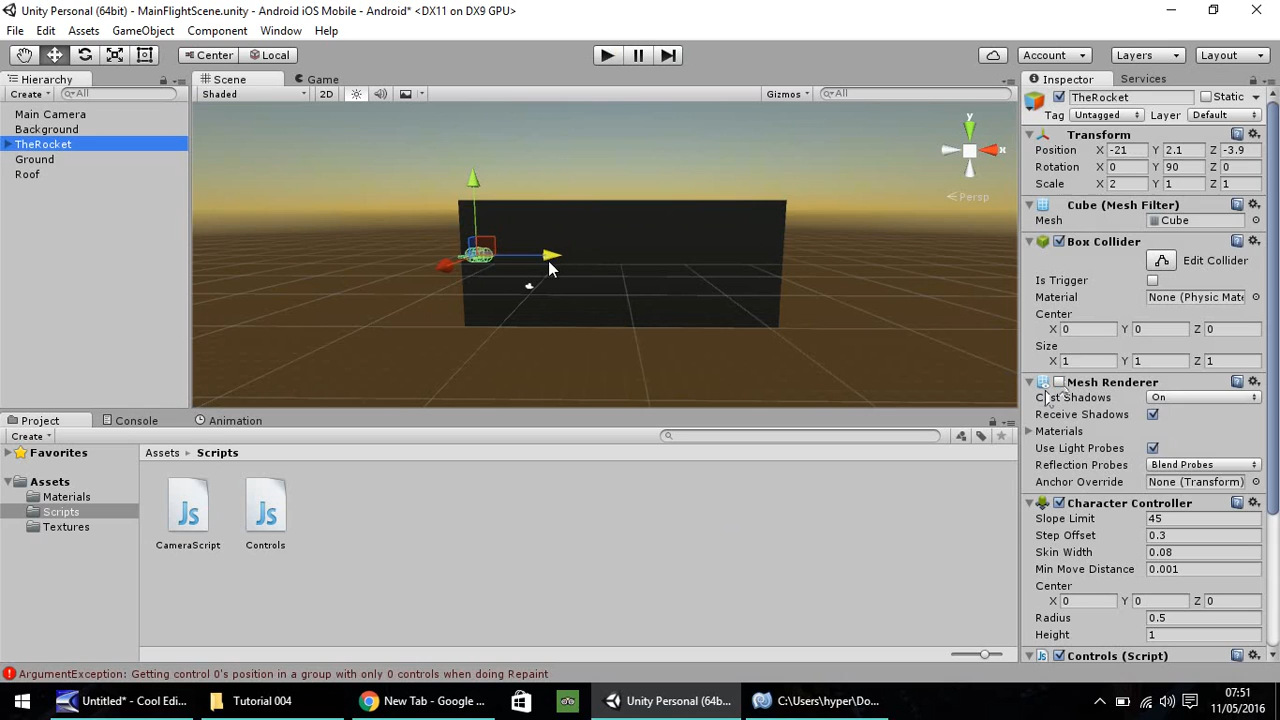 Unity Personal (64bit) - MainFlightScene.unity - Android iOS Mobile - Android* <DX11 on DX9 GPU>
File Edit Assets GameObject Component Window Help
Center Local Account Layers Layout
Hierarchy
Create All
Main Camera
Background
TheRocket
Ground
Roof
Scene Game
Shaded 2D Gizmos All
y
x
Persp
Inspector Services
TheRocket Static
Tag Untagged Layer Default
Transform
Position X -21 Y 2.1 Z -3.9
Rotation X 0 Y 90 Z 0
Scale X 2 Y 1 Z 1
Cube (Mesh Filter)
Mesh Cube
Box Collider
Edit Collider
Is Trigger
Material None (Physic Mate
Center
X 0 Y 0 Z 0
Size
X 1 Y 1 Z 1
Mesh Renderer
Cast Shadows On
Receive Shadows
Materials
Use Light Probes
Reflection Probes Blend Probes
Anchor Override None (Transform)
Character Controller
Slope Limit 45
Step Offset 0.3
Skin Width 0.08
Min Move Distance 0.001
Center
X 0 Y 0 Z 0
Radius 0.5
Height 1
Controls (Script)
Project Console Animation
Create
Favorites
Assets
Materials
Scripts
Textures
Assets Scripts
Js Js
CameraScript Controls
ArgumentException: Getting control 0's position in a group with only 0 controls when doing Repaint
Untitled* - Cool Edi... Tutorial 004 New Tab - Google ... Unity Personal (64b... C:\Users\hyper\Do...
07:51
11/05/2016